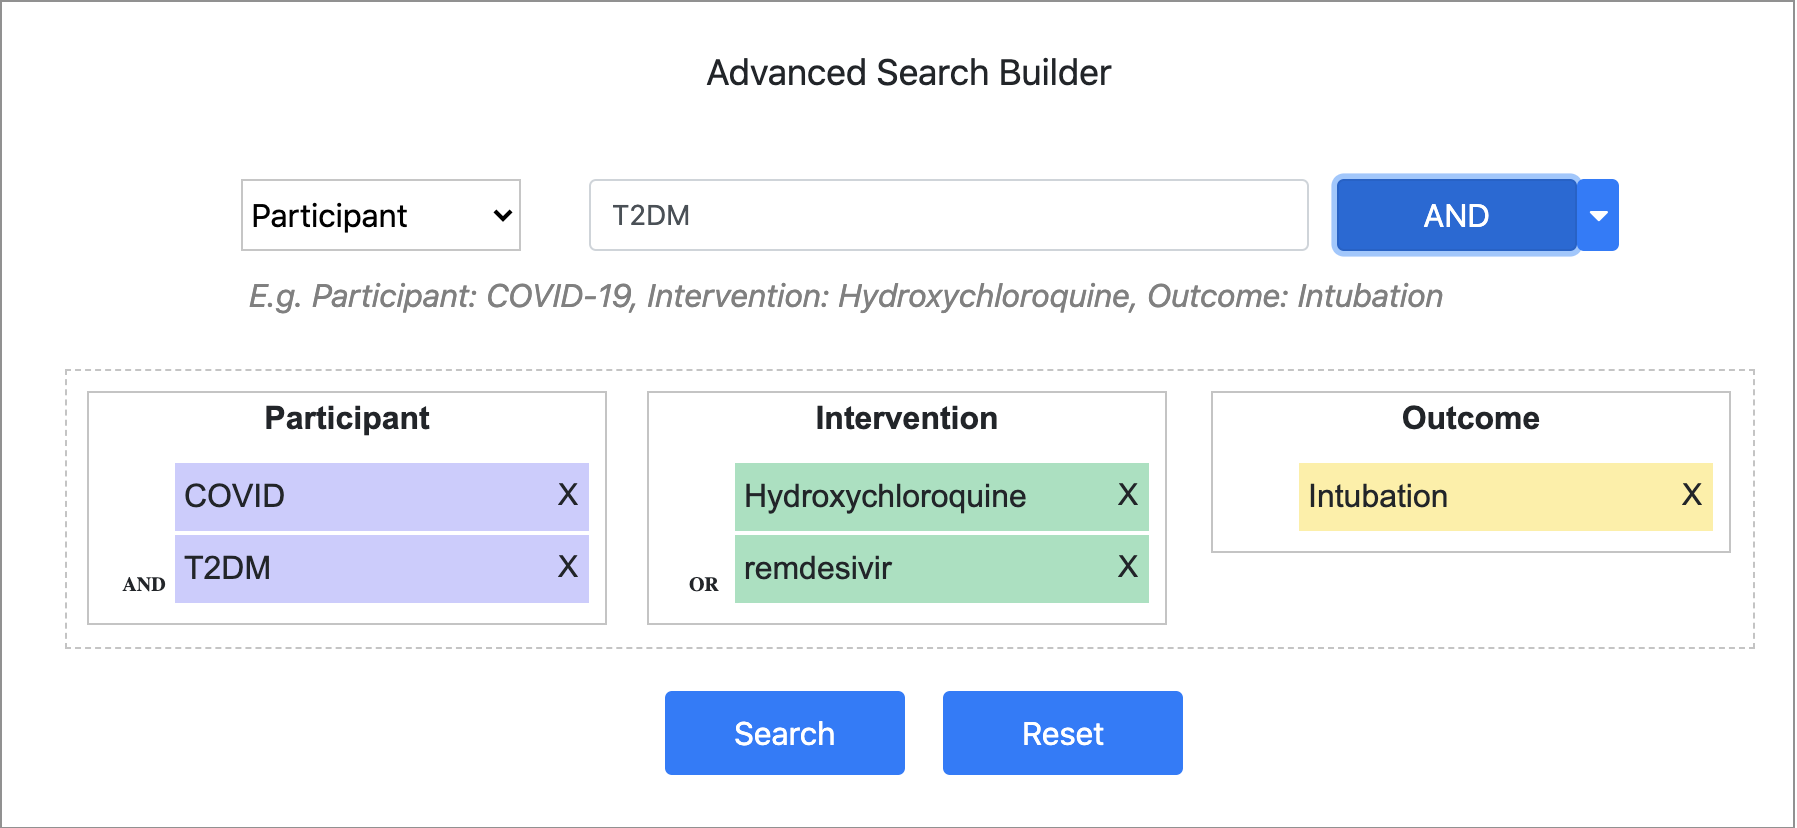 Advanced Search Builder
Participant T2DM AND
E.g. Participant: COVID-19, Intervention: Hydroxychloroquine, Outcome: Intubation
Participant
COVID X
AND T2DM X
Intervention
Hydroxychloroquine X
OR remdesivir X
Outcome
Intubation X
Search Reset